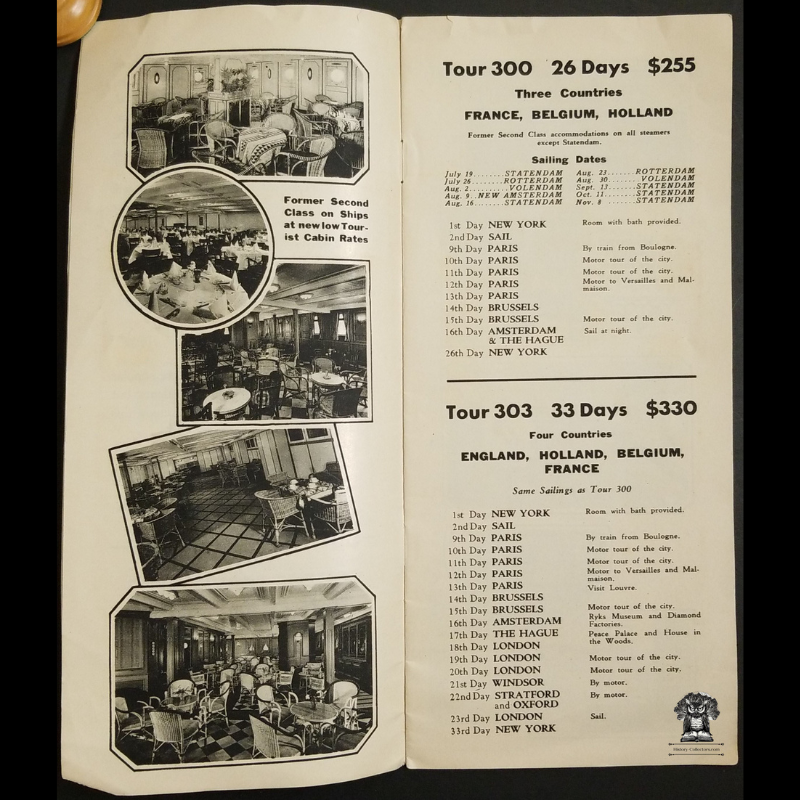 Former Second
Class on Ships
at new low Tour-
ist Cabin Rates
Tour 300 26 Days $255
Three Countries
FRANCE, BELGIUM, HOLLAND
Former Second Class accommodations on all steamers
except Statendam.
Sailing Dates
July 19.......STATENDAM
July 26.......ROTTERDAM
Aug. 2........VOLENDAM
Aug. 9..NEW AMSTERDAM
Aug. 16.......STATENDAM
Aug. 23......ROTTERDAM
Aug. 30.......VOLENDAM
Sept. 13......STATENDAM
Oct. 11.......STATENDAM
Nov. 8.......STATENDAM
1st Day NEW YORK Room with bath provided.
2nd Day SAIL
9th Day PARIS By train from Boulogne.
10th Day PARIS Motor tour of the city.
11th Day PARIS Motor tour of the city.
12th Day PARIS Motor to Versailles and Mal-
maison.
13th Day PARIS
14th Day BRUSSELS
15th Day BRUSSELS Motor tour of the city.
16th Day AMSTERDAM Sail at night.
& THE HAGUE
26th Day NEW YORK
Tour 303 33 Days $330
Four Countries
ENGLAND, HOLLAND, BELGIUM,
FRANCE
Same Sailings as Tour 300
1st Day NEW YORK Room with bath provided.
2nd Day SAIL
9th Day PARIS By train from Boulogne.
10th Day PARIS Motor tour of the city.
11th Day PARIS Motor tour of the city.
12th Day PARIS Motor to Versailles and Mal-
maison.
13th Day PARIS Visit Louvre.
14th Day BRUSSELS
15th Day BRUSSELS Motor tour of the city.
16th Day AMSTERDAM Ryks Museum and Diamond
Factories.
17th Day THE HAGUE Peace Palace and House in
the Woods.
18th Day LONDON
19th Day LONDON Motor tour of the city.
20th Day LONDON Motor tour of the city.
21st Day WINDSOR By motor.
22nd Day STRATFORD By motor.
and OXFORD
23rd Day LONDON Sail.
33rd Day NEW YORK
History-Collectors.com